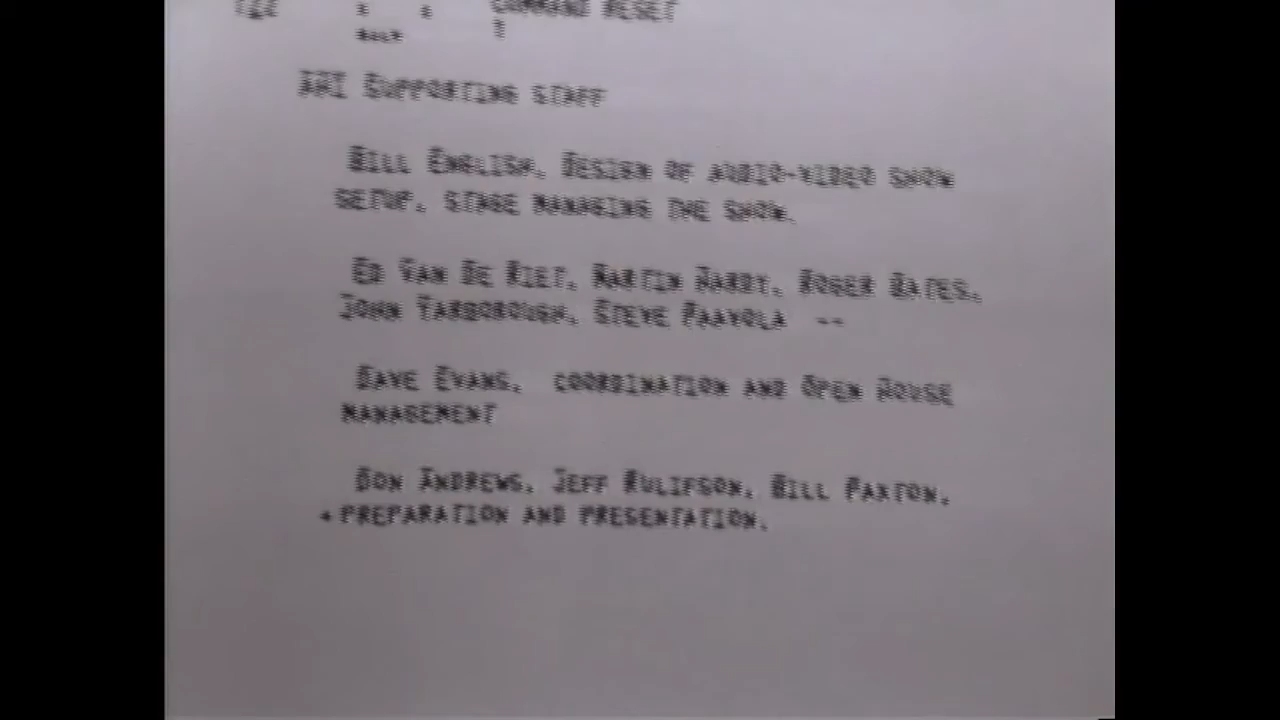 COMMAND RESET
ARI SUPPORTING STAFF
BILL ENGLISH, DESIGN OF AUDIO-VIDEO SHOW
SETUP, STAGE MANAGING THE SHOW.
ED VAN DE RIET, MARTIN HARDY, ROGER BATES,
JOHN YARBOROUGH, STEVE PAAVOLA --
DAVE EVANS, COORDINATION AND OPEN HOUSE
MANAGEMENT
DON ANDREWS, JEFF RULIFSON, BILL PAXTON,
PREPARATION AND PRESENTATION.